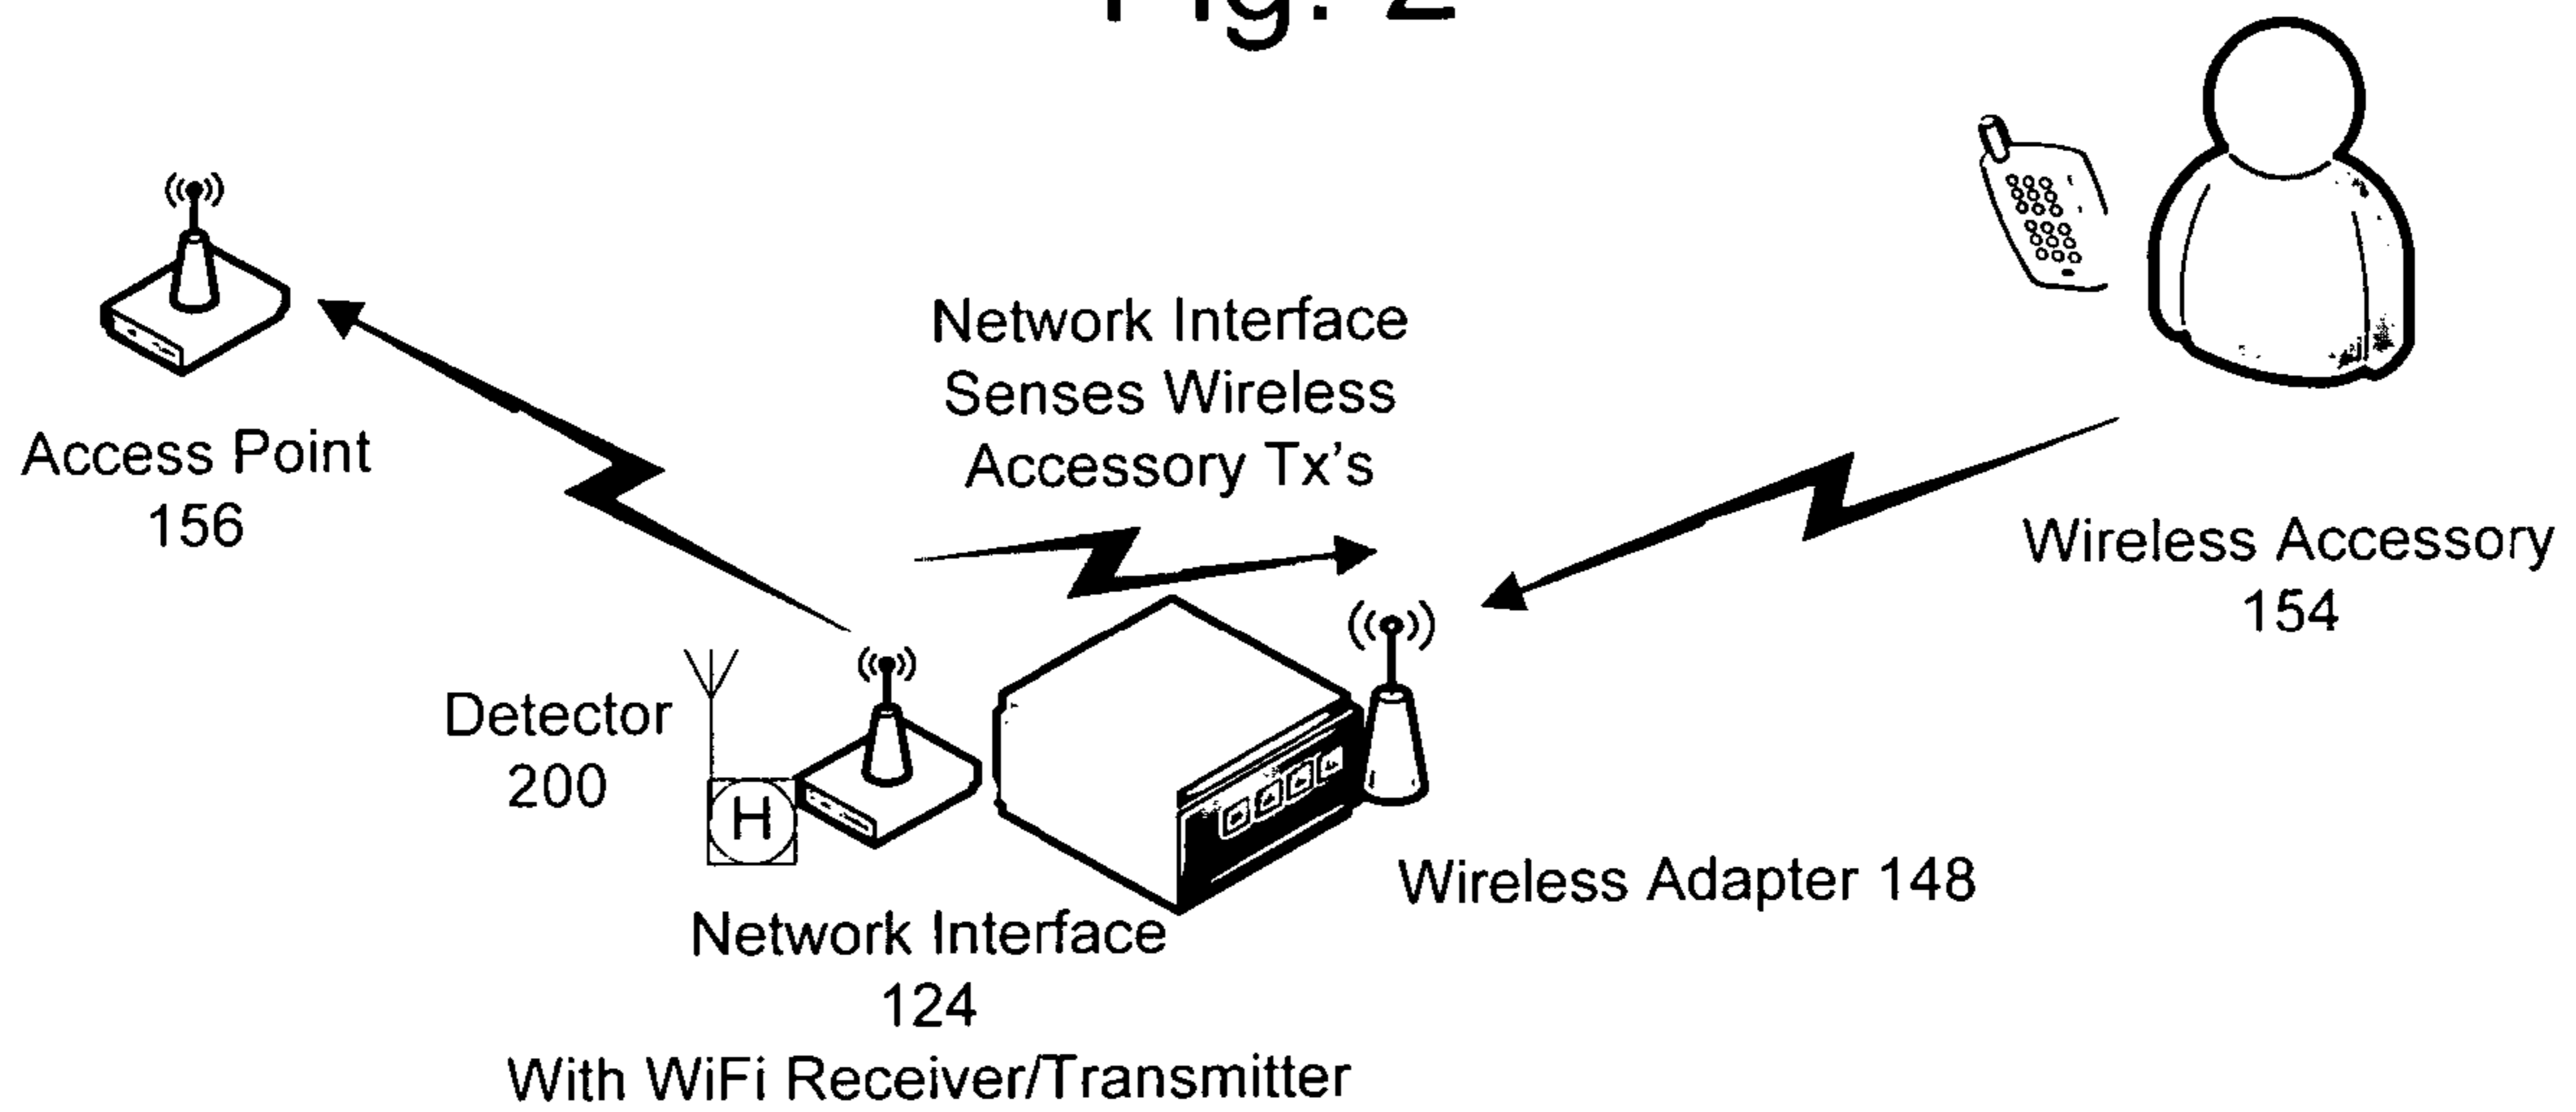 Fig. 2
Network Interface
Senses Wireless
Accessory Tx's
Access Point
156
Wireless Accessory
154
Detector
200
H
Wireless Adapter 148
Network Interface
124
With WiFi Receiver/Transmitter